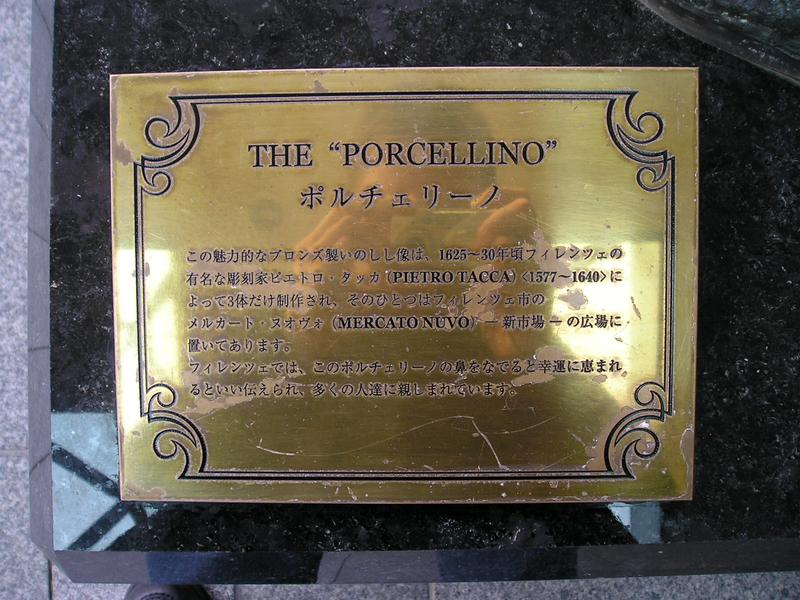 THE “PORCELLINO”
ポルチェリーノ
この魅力的なブロンズ製いのしし像は、1625～30年頃フィレンツェの
有名な彫刻家ピエトロ・タッカ（PIETRO TACCA）〈1577～1640〉に
よって3体だけ制作され、そのひとつはフィレンツェ市の
メルカート・ヌオヴォ（MERCATO NUVO）― 新市場 ― の広場に
置いてあります。
フィレンツェでは、このポルチェリーノの鼻をなでると幸運に恵まれ
るといい伝えられ、多くの人達に親しまれています。